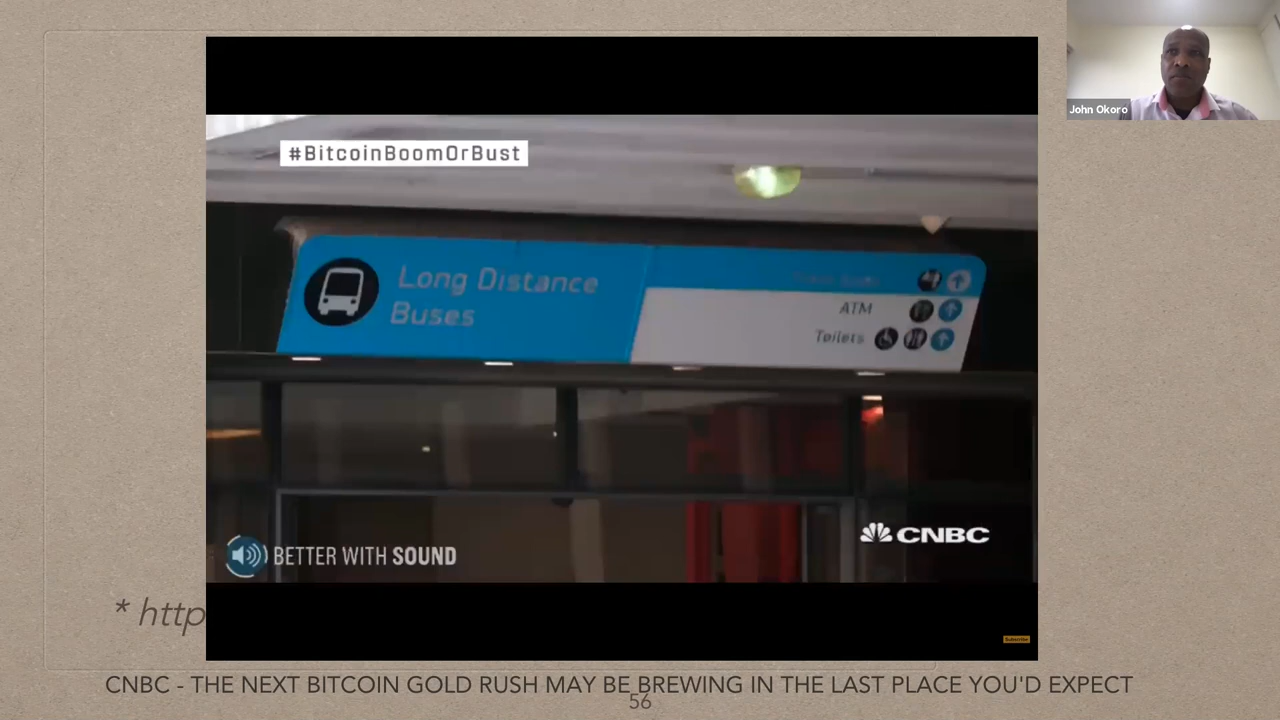 John Okoro
#BitcoinBoomOrBust
Long Distance
Buses
ATM
Toilets
CNBC
BETTER WITH SOUND
* http
Subscribe
CNBC - THE NEXT BITCOIN GOLD RUSH MAY BE BREWING IN THE LAST PLACE YOU'D EXPECT
56